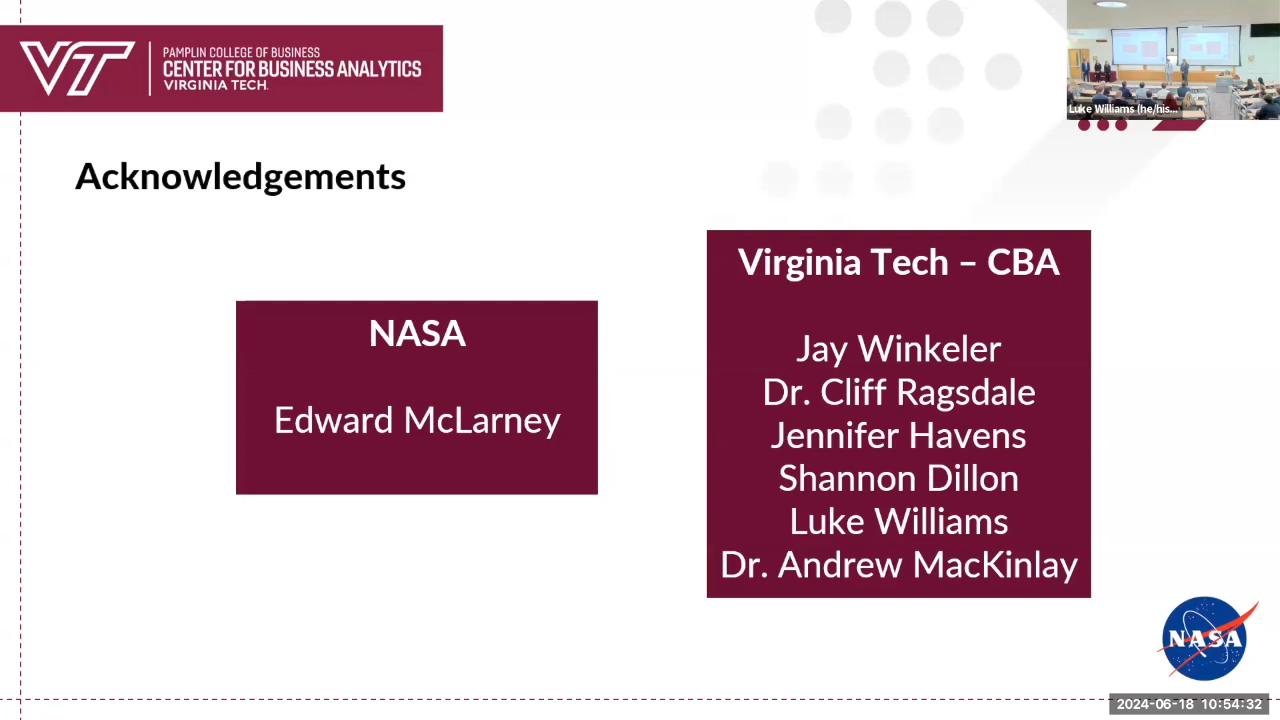 VT
PAMPLIN COLLEGE OF BUSINESS
CENTER FOR BUSINESS ANALYTICS
VIRGINIA TECH.
Luke Williams (he/his...
Acknowledgements
NASA
Edward McLarney
Virginia Tech – CBA
Jay Winkeler
Dr. Cliff Ragsdale
Jennifer Havens
Shannon Dillon
Luke Williams
Dr. Andrew MacKinlay
NASA
2024-06-18 10:54:32